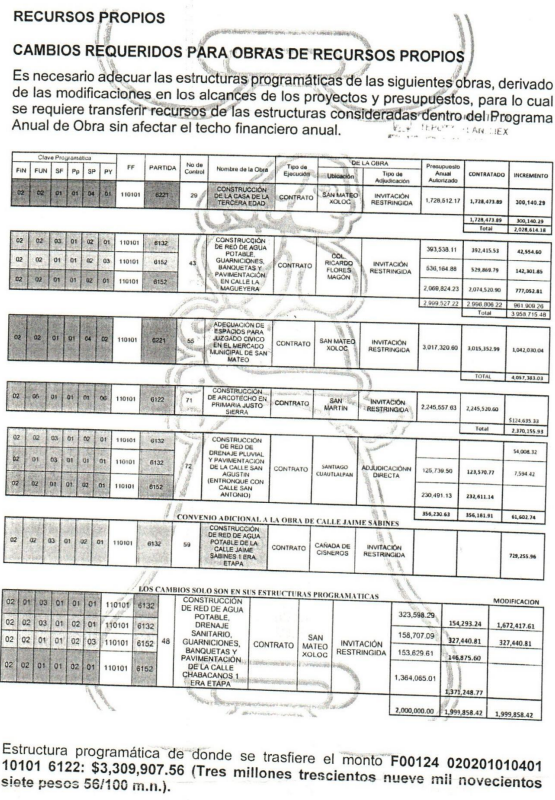 RECURSOS PROPIOS
CAMBIOS REQUERIDOS PARA OBRAS DE RECURSOS PROPIOS
Es necesario adecuar las estructuras programáticas de las siguientes obras, derivado
de las modificaciones en los alcances de los proyectos y presupuestos, para lo cual
se requiere transferir recursos de las estructuras consideradas dentro del Programa
Anual de Obra sin afectar el techo financiero anual.
Clave Programática DE LA OBRA
FIN FUN SF Pp SP PY FF PARTIDA No de Control Nombre de la Obra Tipo de Ejecución Ubicación Tipo de Adjudicación Presupuesto Anual Autorizado CONTRATADO INCREMENTO
02 02 01 01 04 01 110101 6221 29 CONSTRUCCIÓN DE LA CASA DE LA TERCERA EDAD CONTRATO SAN MATEO XOLOC INVITACIÓN RESTRINGIDA 1,728,512.17 1,728,473.89 300,140.29
1,728,473.89 300,140.29
Total 2,028,614.18
02 02 03 01 02 01 110101 6132 393,538.11 392,415.53 42,554.60
02 02 01 01 02 03 110101 6152 43 CONSTRUCCIÓN DE RED DE AGUA POTABLE, GUARNICIONES, BANQUETAS Y PAVIMENTACIÓN EN CALLE LA MAGUEYERA CONTRATO COL. RICARDO FLORES MAGÓN INVITACIÓN RESTRINGIDA 536,164.88 529,869.79 142,301.85
02 02 01 01 02 01 110101 6152 2,069,824.23 2,074,520.90 777,052.81
2,999,527.22 2,996,806.22 961,909.26
Total 3,958,715.48
02 02 01 01 04 02 110101 6221 55 ADECUACIÓN DE ESPACIOS PARA JUZGADO CIVICO EN EL MERCADO MUNICIPAL DE SAN MATEO CONTRATO SAN MATEO XOLOC INVITACIÓN RESTRINGIDA 3,017,320.60 3,015,352.99 1,042,030.04
TOTAL 4,057,383.03
02 05 01 01 01 06 110101 6122 71 CONSTRUCCIÓN DE ARCOTECHO EN PRIMARIA JUSTO SIERRA CONTRATO SAN MARTIN INVITACIÓN RESTRINGIDA 2,245,557.63 2,245,520.60
$124,635.33
Total 2,370,155.93
02 02 03 01 02 01 110101 6132 54,008.32
02 01 03 01 01 01 110101 6132 72 CONSTRUCCIÓN DE RED DE DRENAJE PLUVIAL Y PAVIMENTACIÓN DE LA CALLE SAN AGUSTIN (ENTRONQUE CON CALLE SAN ANTONIO) CONTRATO SANTIAGO CUAUTLALPAN ADJUDICACIÓNN DIRECTA 125,739.50 123,570.77 7,594.42
02 02 01 01 02 01 110101 6152 230,491.13 232,611.14
356,230.63 356,181.91 61,602.74
CONVENIO ADICIONAL A LA OBRA DE CALLE JAIME SABINES
02 02 03 01 02 01 110101 6132 59 CONSTRUCCIÓN DE RED DE AGUA POTABLE DE LA CALLE JAIME SABINES 1 ERA. ETAPA CONTRATO CAÑADA DE CISNEROS INVITACIÓN RESTRINGIDA 729,255.96
LOS CAMBIOS SOLO SON EN SUS ESTRUCTURAS PROGRAMATICAS MODIFICACION
02 01 03 01 01 01 110101 6132 323,598.29 154,293.24 1,672,417.61
02 02 03 01 02 01 110101 6132 158,707.09 327,440.81 327,440.81
02 02 01 01 02 03 110101 6152 48 CONSTRUCCIÓN DE RED DE AGUA POTABLE, DRENAJE SANITARIO, GUARNICIONES, BANQUETAS Y PAVIMENTACIÓN DE LA CALLE CHABACANOS 1 ERA ETAPA CONTRATO SAN MATEO XOLOC INVITACIÓN RESTRINGIDA 153,629.61 146,875.60
02 02 01 01 02 01 110101 6152 1,364,065.01 1,371,248.77
2,000,000.00 1,999,858.42 1,999,858.42
Estructura programática de donde se trasfiere el monto F00124 020201010401
10101 6122: $3,309,907.56 (Tres millones trescientos nueve mil novecientos
siete pesos 56/100 m.n.).